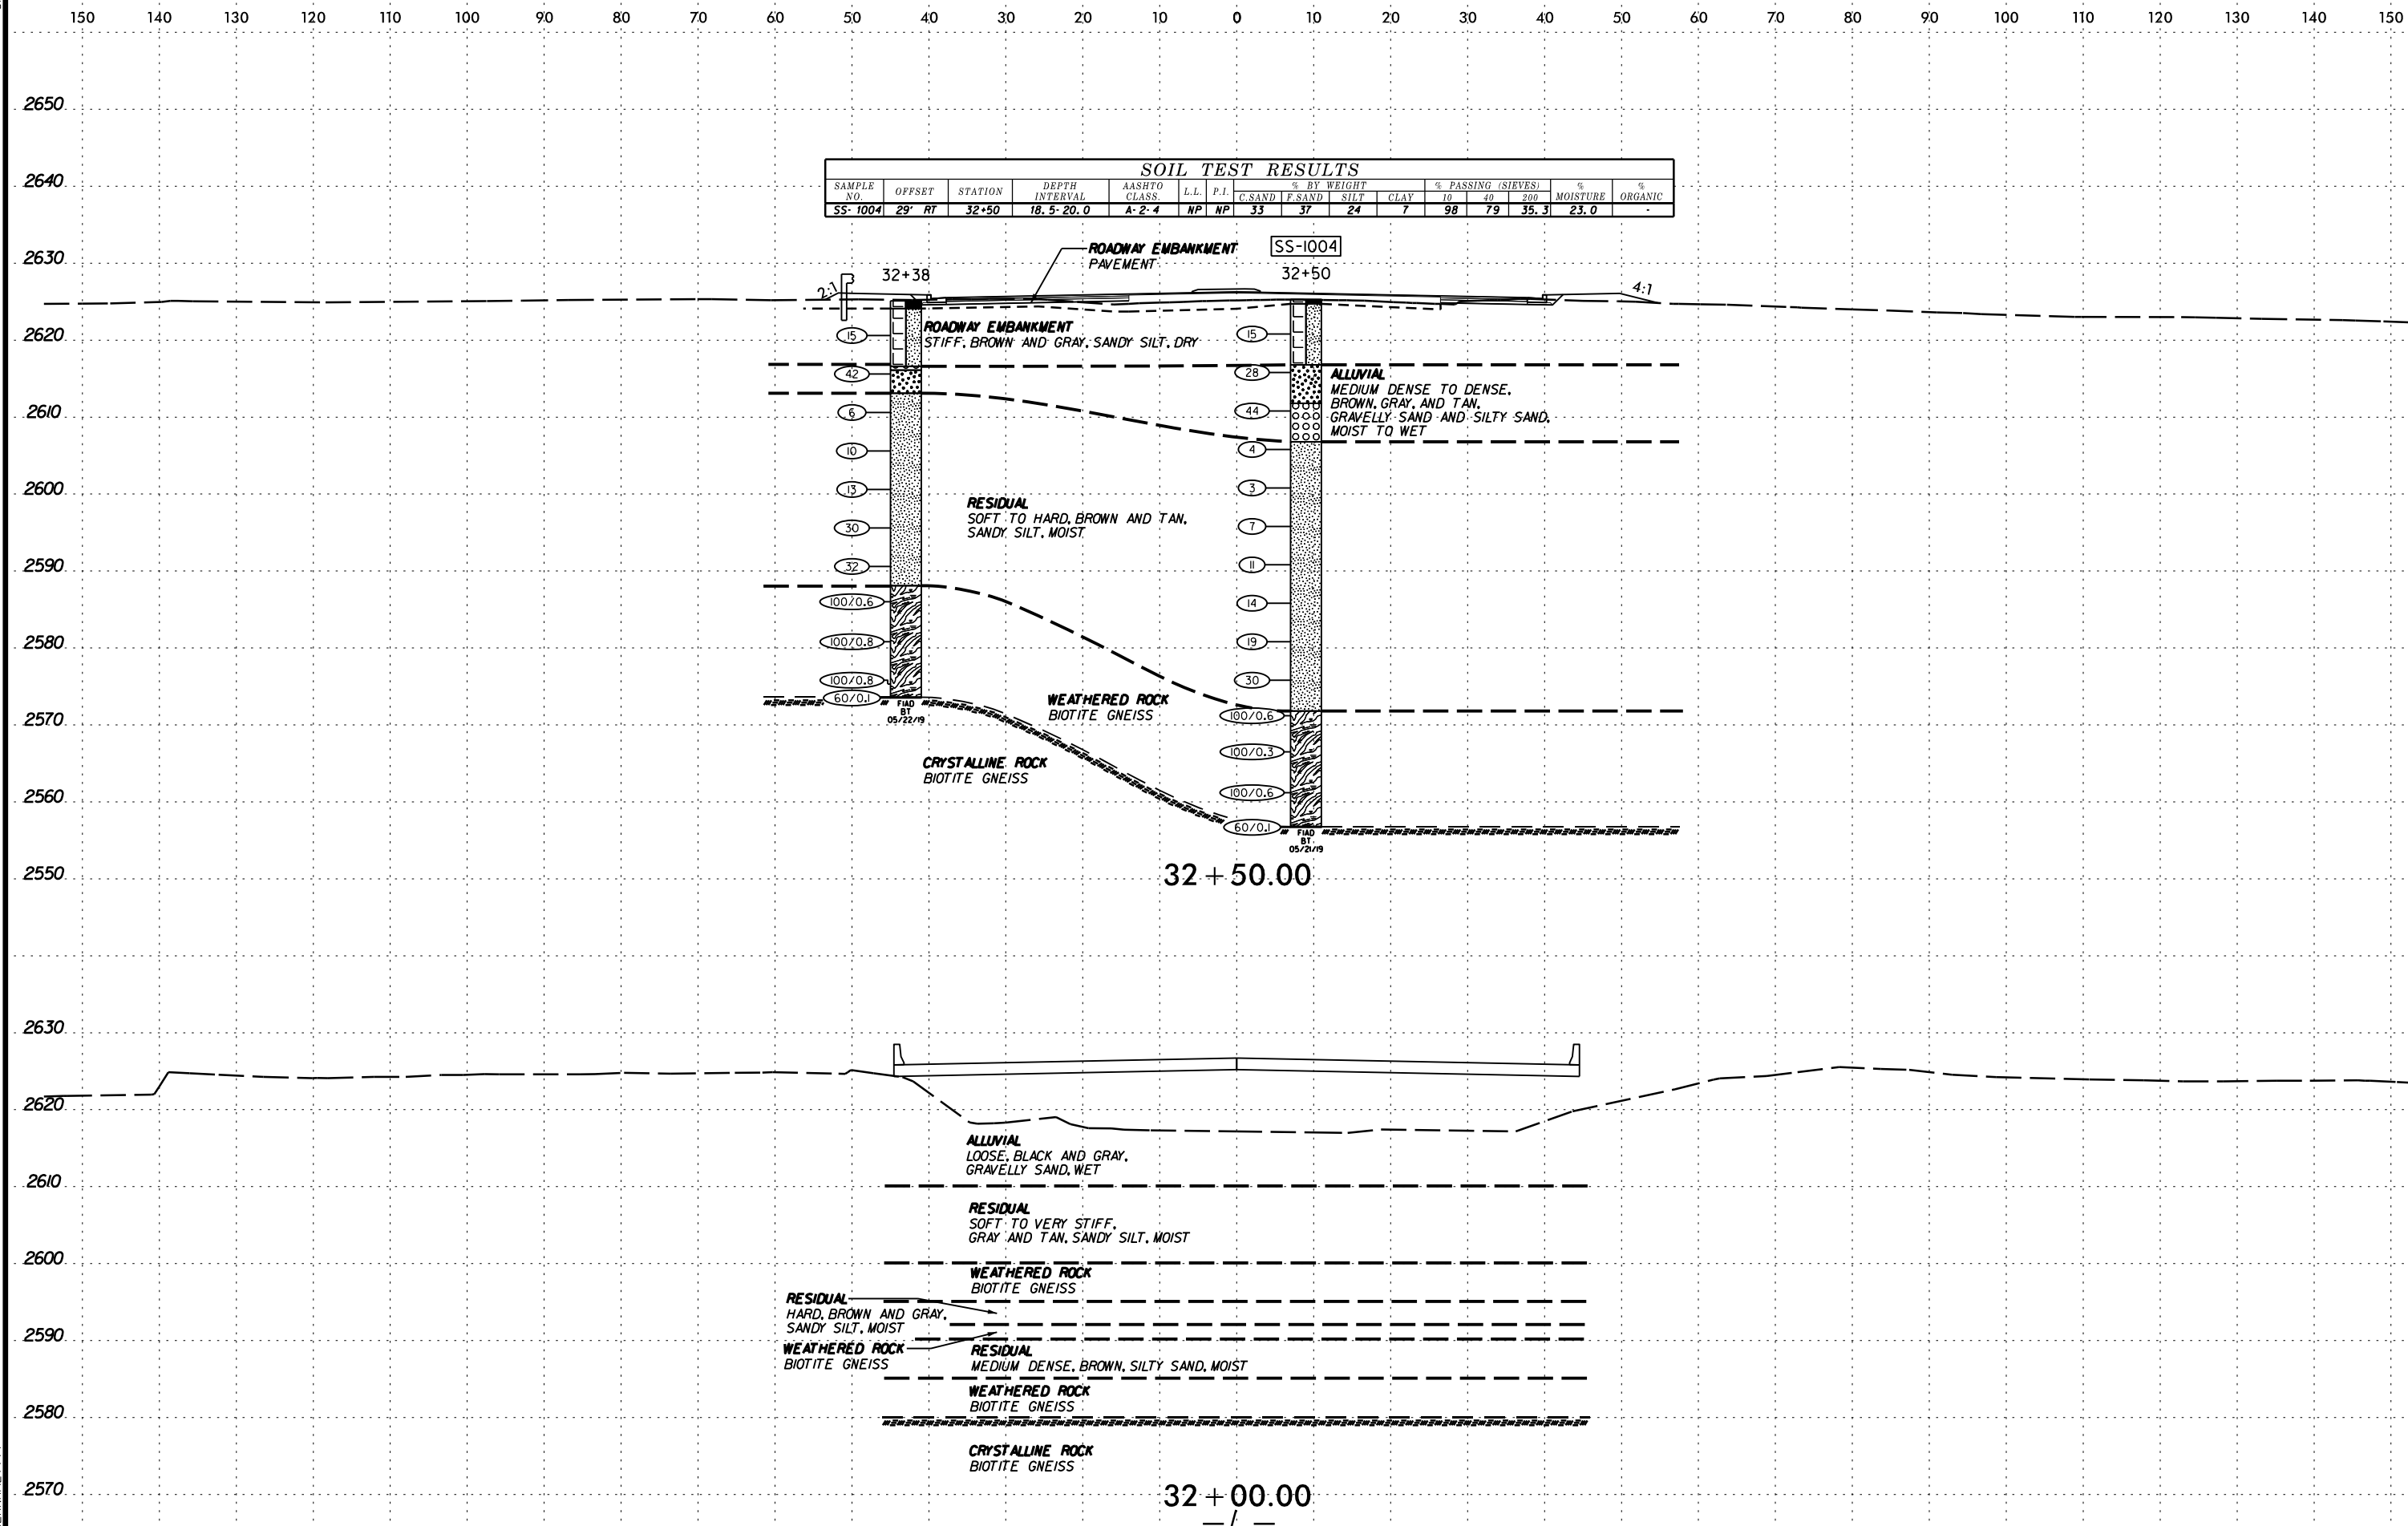 150 140 130 120 110 100 90 80 70 60 50 40 30 20 10 0 10 20 30 40 50 60 70 80 90 100 110 120 130 140 150
2650
SOIL TEST RESULTS
SAMPLE NO. OFFSET STATION DEPTH INTERVAL AASHTO CLASS. L.L. P.I. % BY WEIGHT % PASSING (SIEVES) % MOISTURE % ORGANIC
C.SAND F.SAND SILT CLAY 10 40 200
SS-1004 29' RT 32+50 18.5-20.0 A-2-4 NP NP 33 37 24 7 98 79 35.3 23.0 -
2640
ROADWAY EMBANKMENT
PAVEMENT
SS-1004
2630
32+38
32+50
2:1
4:1
ROADWAY EMBANKMENT
STIFF, BROWN AND GRAY, SANDY SILT, DRY
15
15
2620
42
28
ALLUVIAL
MEDIUM DENSE TO DENSE,
BROWN, GRAY, AND TAN,
GRAVELLY SAND AND SILTY SAND,
MOIST TO WET
6
44
2610
10
4
13
3
2600
RESIDUAL
SOFT TO HARD, BROWN AND TAN,
SANDY SILT, MOIST
30
7
32
11
2590
100/0.6
14
100/0.8
19
2580
100/0.8
30
60/0.1
FIAD
BT
05/22/19
WEATHERED ROCK
BIOTITE GNEISS
100/0.6
2570
CRYSTALLINE ROCK
BIOTITE GNEISS
100/0.3
100/0.6
2560
60/0.1
FIAD
BT
05/21/19
32+50.00
2550
2630
2620
ALLUVIAL
LOOSE, BLACK AND GRAY,
GRAVELLY SAND, WET
2610
RESIDUAL
SOFT TO VERY STIFF,
GRAY AND TAN, SANDY SILT, MOIST
2600
WEATHERED ROCK
BIOTITE GNEISS
RESIDUAL
HARD, BROWN AND GRAY,
SANDY SILT, MOIST
2590
WEATHERED ROCK
BIOTITE GNEISS
RESIDUAL
MEDIUM DENSE, BROWN, SILTY SAND, MOIST
WEATHERED ROCK
BIOTITE GNEISS
2580
CRYSTALLINE ROCK
BIOTITE GNEISS
2570
32+00.00